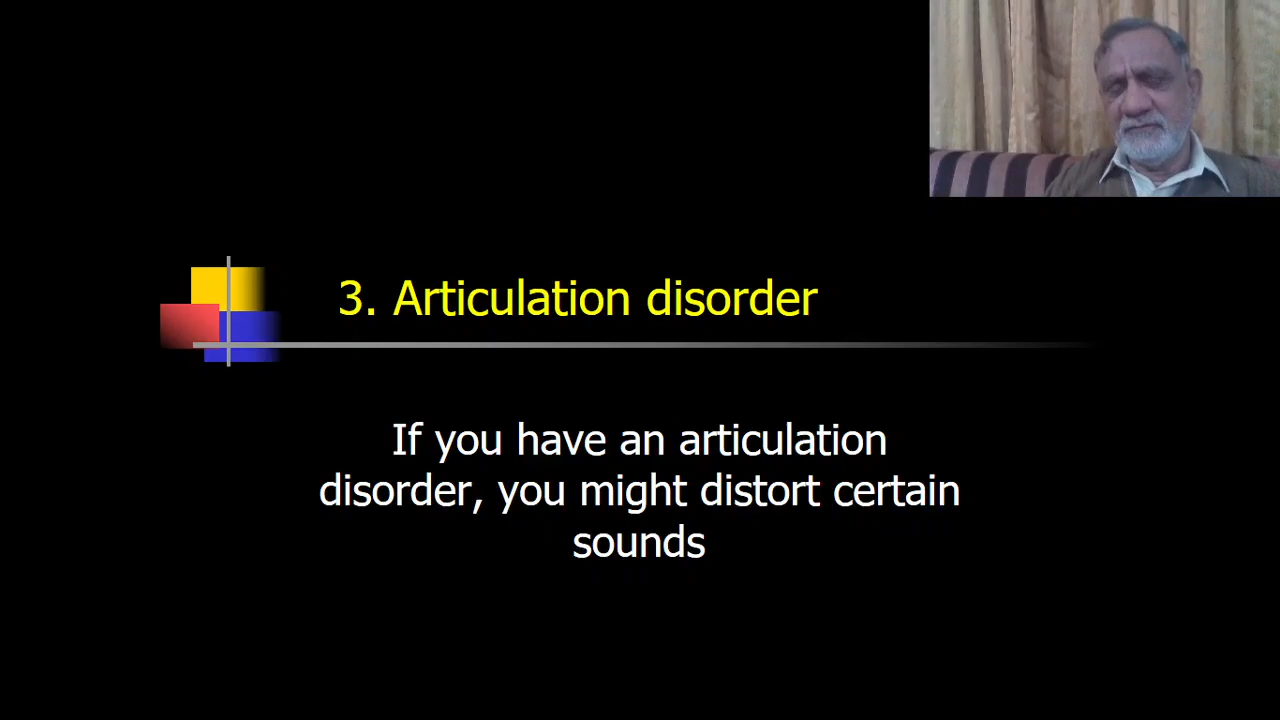 3. Articulation disorder
If you have an articulation
disorder, you might distort certain
sounds